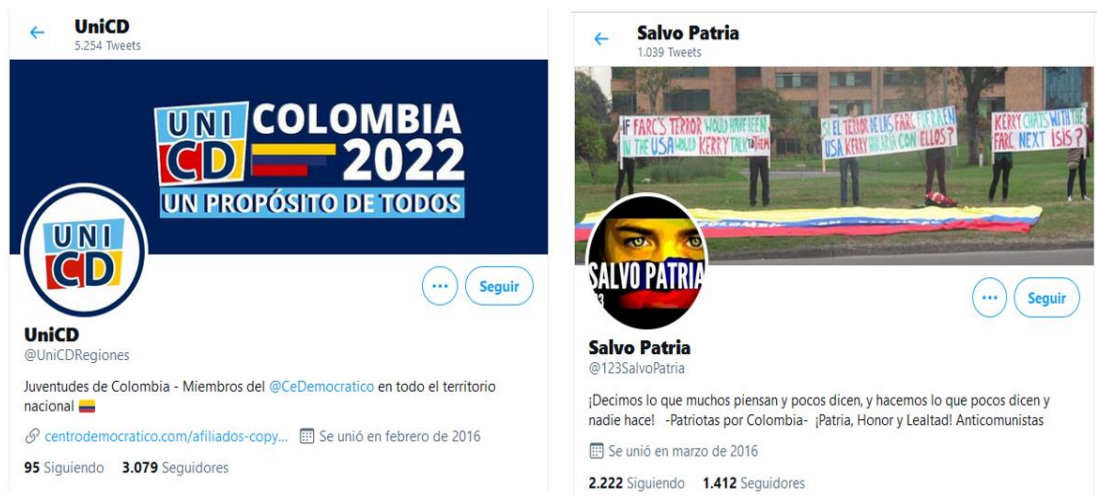 UniCD
5.254 Tweets
UNI
CD
COLOMBIA
2022
UN PROPÓSITO DE TODOS
UNI
CD
Seguir
UniCD
@UniCDRegiones
Juventudes de Colombia - Miembros del @CeDemocratico en todo el territorio
nacional
centrodemocratico.com/afiliados-copy... Se unió en febrero de 2016
95 Siguiendo 3.079 Seguidores
Salvo Patria
1.039 Tweets
IF FARC'S TERROR WOULD HAVE BEEN
IN THE USA WOULD KERRY TALK TO THEM
SI EL TERROR DE LAS FARC FUERA EN
USA KERRY HABLARIA CON ELLOS?
KERRY CHATS WITH THE
FARC NEXT ISIS?
SALVO PATRIA
Seguir
Salvo Patria
@123SalvoPatria
¡Decimos lo que muchos piensan y pocos dicen, y hacemos lo que pocos dicen y
nadie hace! -Patriotas por Colombia- ¡Patria, Honor y Lealtad! Anticomunistas
Se unió en marzo de 2016
2.222 Siguiendo 1.412 Seguidores